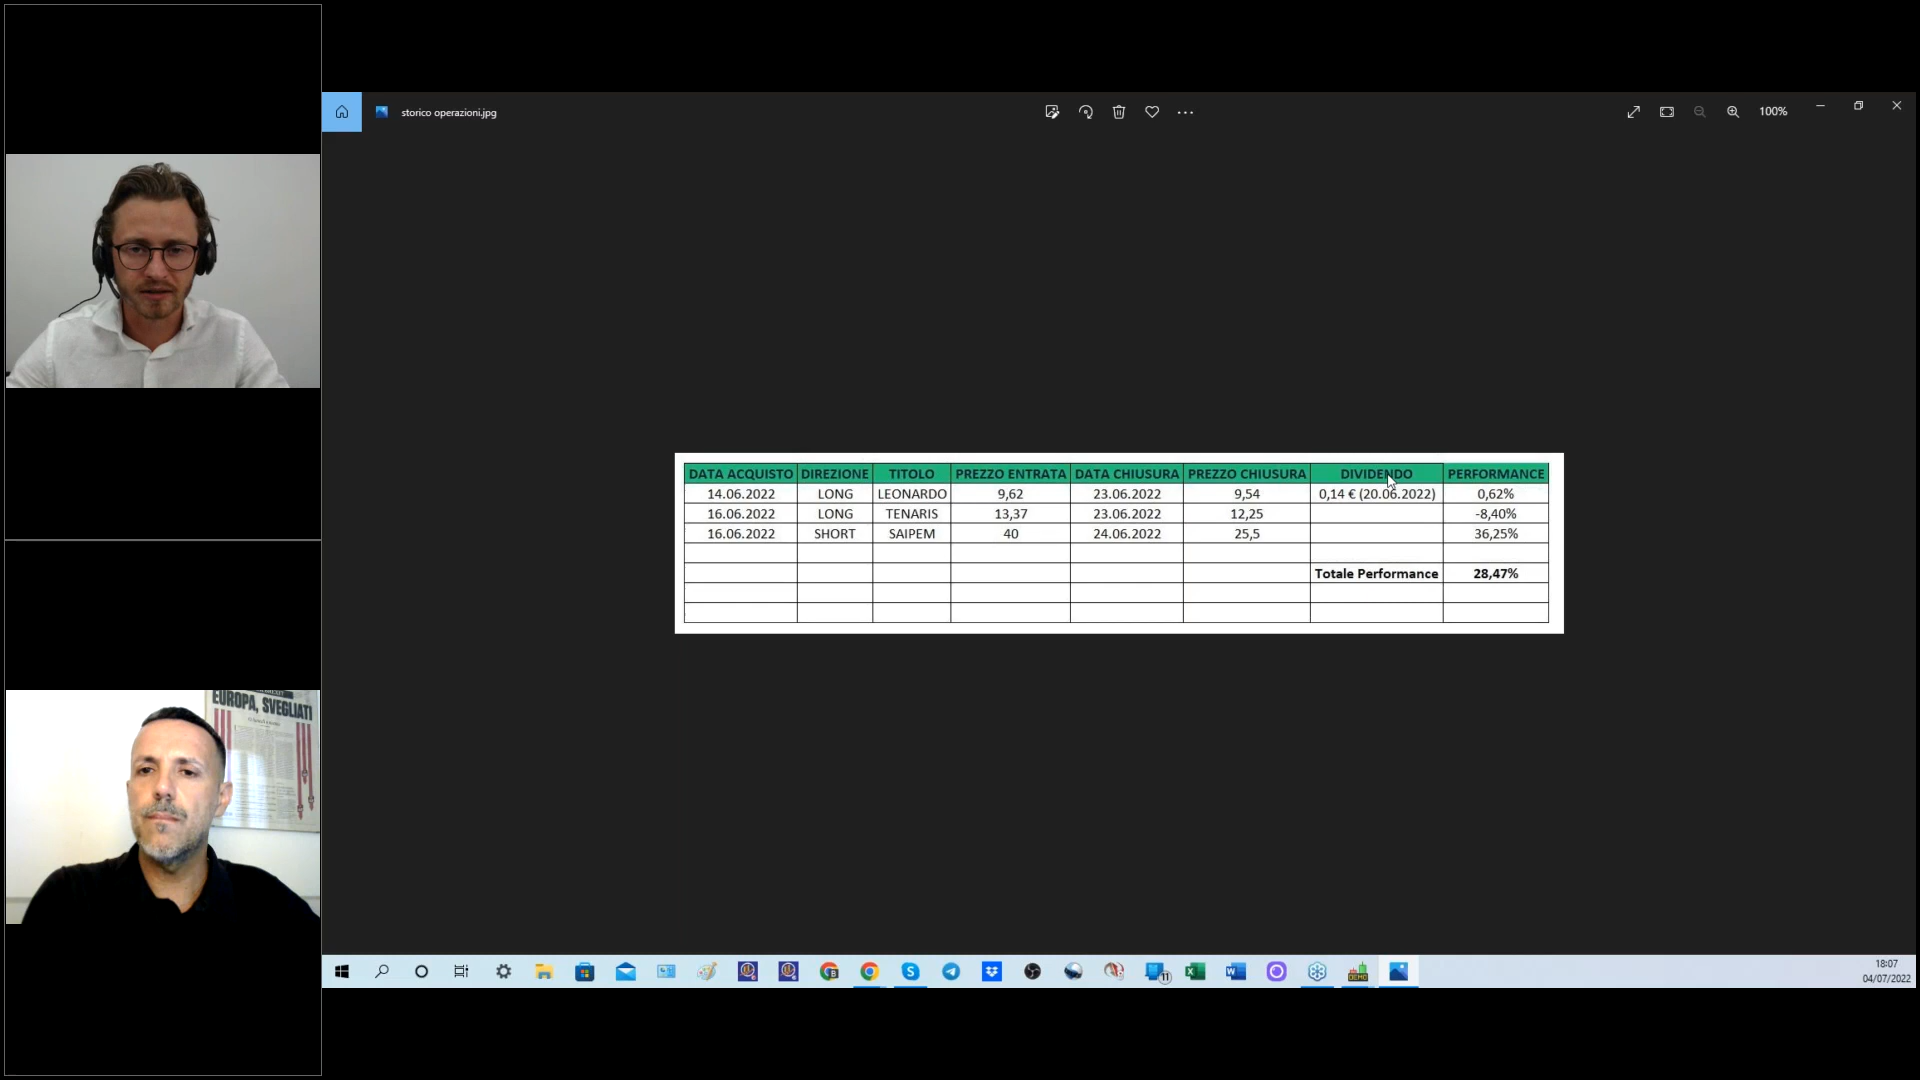 storico operazioni.jpg
100%
DATA ACQUISTO DIREZIONE TITOLO PREZZO ENTRATA DATA CHIUSURA PREZZO CHIUSURA DIVIDENDO PERFORMANCE
14.06.2022 LONG LEONARDO 9,62 23.06.2022 9,54 0,14 € (20.06.2022) 0,62%
16.06.2022 LONG TENARIS 13,37 23.06.2022 12,25 -8,40%
16.06.2022 SHORT SAIPEM 40 24.06.2022 25,5 36,25%
Totale Performance 28,47%
EUROPA, SVEGLIATI
11
DEMO
18:07
04/07/2022